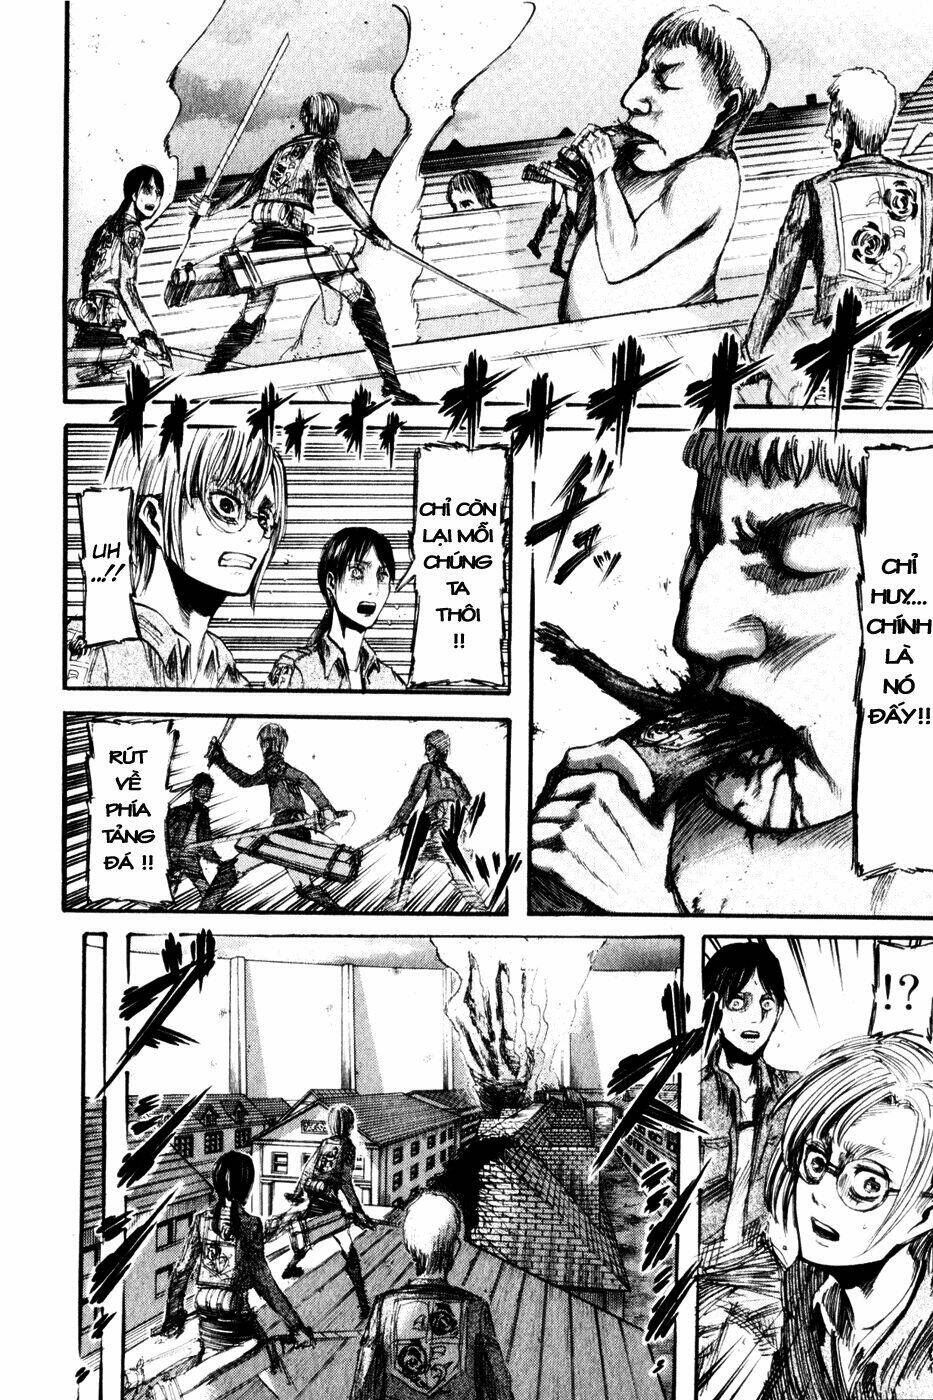 CHỈ
HUY...
CHÍNH
LÀ
NÓ
ĐẤY!!
CHỈ CÒN
LẠI MỖI
CHÚNG
TA
THÔI
!!
UH
...!!
RÚT
VỀ
PHÍA
TẢNG
ĐÁ !!
!?